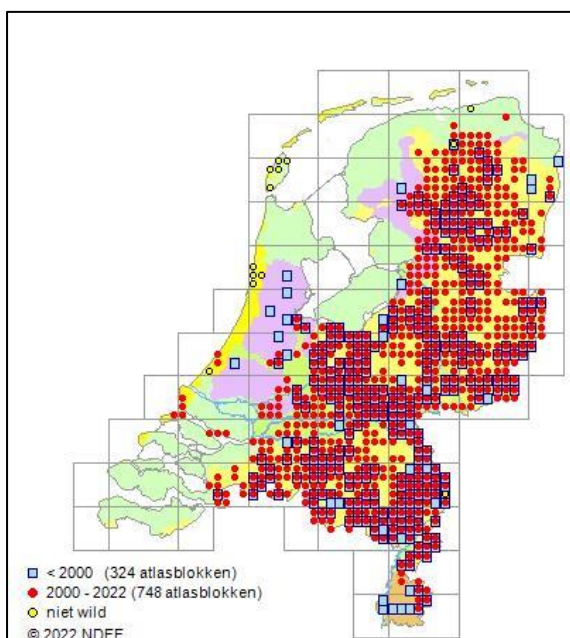 < 2000 (324 atlasblokken)
2000 - 2022 (748 atlasblokken)
niet wild
© 2022 NDFF